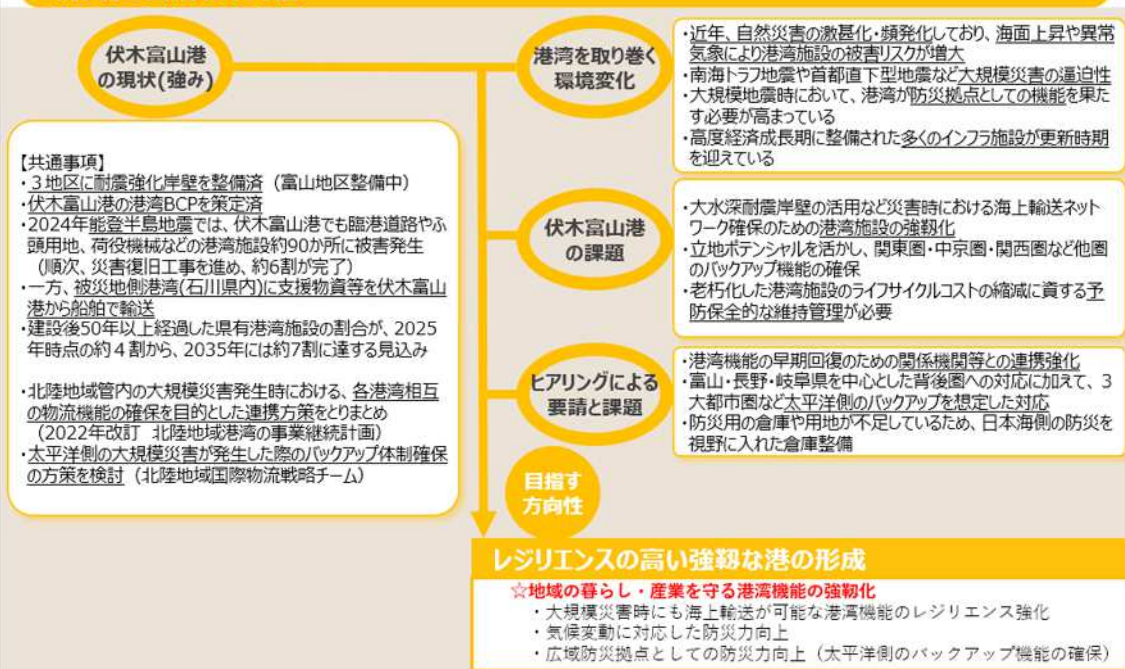 伏木富山港
の現状(強み)
【共通事項】
・３地区に耐震強化岸壁を整備済（富山地区整備中）
・伏木富山港の港湾BCPを策定済
・2024年能登半島地震では、伏木富山港でも臨港道路やふ
頭用地、荷役機械などの港湾施設約90か所に被害発生
（順次、災害復旧工事を進め、約6割が完了）
・一方、被災地側港湾(石川県内)に支援物資等を伏木富山
港から船舶で輸送
・建設後50年以上経過した県有港湾施設の割合が、2025
年時点の約４割から、2035年には約7割に達する見込み
・北陸地域管内の大規模災害発生時における、各港湾相互
の物流機能の確保を目的とした連携方策をとりまとめ
（2022年改訂　北陸地域港湾の事業継続計画）
・太平洋側の大規模災害が発生した際のバックアップ体制確保
の方策を検討（北陸地域国際物流戦略チーム）
港湾を取り巻く
環境変化
・近年、自然災害の激甚化・頻発化しており、海面上昇や異常
気象により港湾施設の被害リスクが増大
・南海トラフ地震や首都直下型地震など大規模災害の逼迫性
・大規模地震時において、港湾が防災拠点としての機能を果た
す必要が高まっている
・高度経済成長期に整備された多くのインフラ施設が更新時期
を迎えている
伏木富山港
の課題
・大水深耐震岸壁の活用など災害時における海上輸送ネット
ワーク確保のための港湾施設の強靱化
・立地ポテンシャルを活かし、関東圏・中京圏・関西圏など他圏
のバックアップ機能の確保
・老朽化した港湾施設のライフサイクルコストの縮減に資する予
防保全的な維持管理が必要
ヒアリングによる
要請と課題
・港湾機能の早期回復のための関係機関等との連携強化
・富山・長野・岐阜県を中心とした背後圏への対応に加えて、３
大都市圏など太平洋側のバックアップを想定した対応
・防災用の倉庫や用地が不足しているため、日本海側の防災を
視野に入れた倉庫整備
目指す
方向性
レジリエンスの高い強靱な港の形成
☆地域の暮らし・産業を守る港湾機能の強靱化
・大規模災害時にも海上輸送が可能な港湾機能のレジリエンス強化
・気候変動に対応した防災力向上
・広域防災拠点としての防災力向上（太平洋側のバックアップ機能の確保）